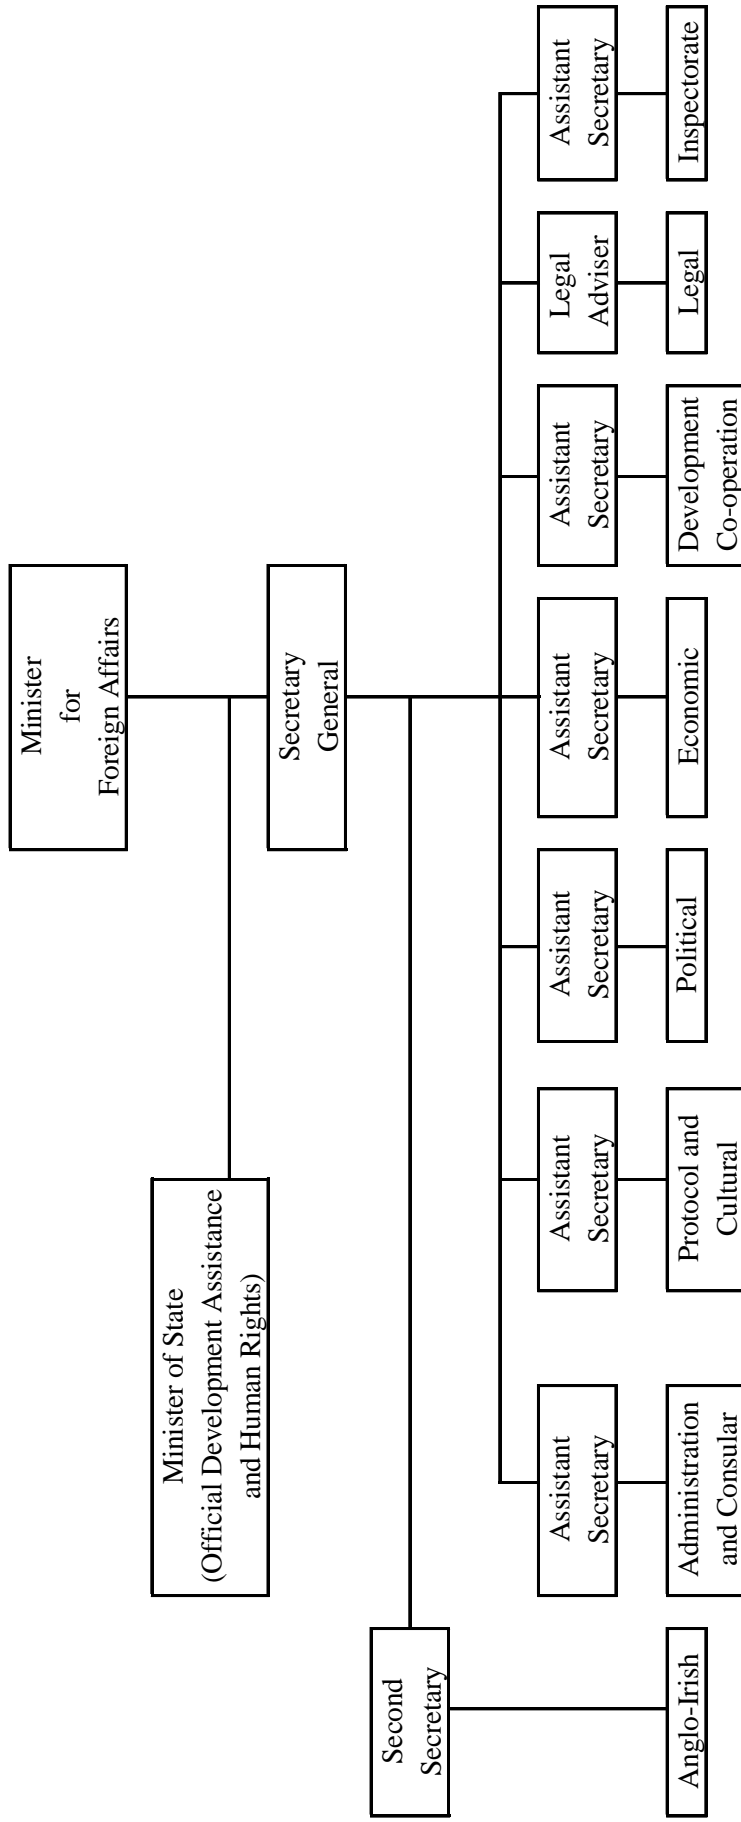 Minister
for
Foreign Affairs
Minister of State
(Official Development Assistance
and Human Rights)
Secretary
General
Second
Secretary
Assistant
Secretary
Assistant
Secretary
Assistant
Secretary
Assistant
Secretary
Assistant
Secretary
Legal
Adviser
Assistant
Secretary
Anglo-Irish
Administration
and Consular
Protocol and
Cultural
Political
Economic
Development
Co-operation
Legal
Inspectorate